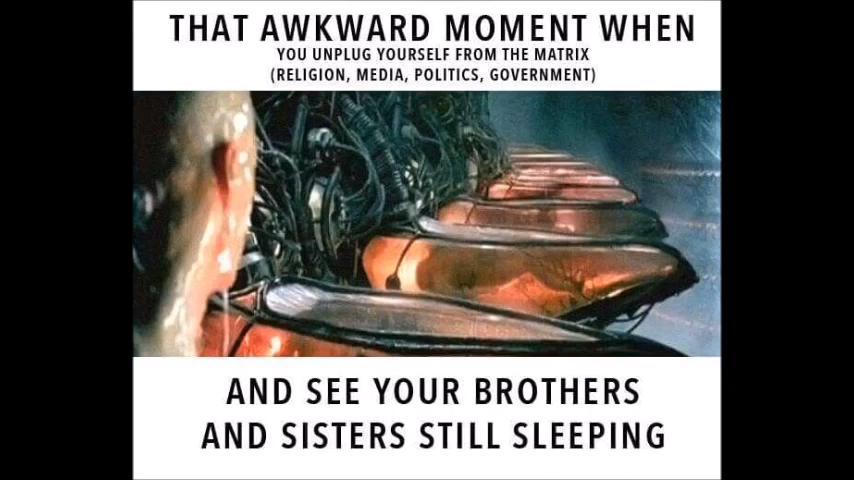 THAT AWKWARD MOMENT WHEN
YOU UNPLUG YOURSELF FROM THE MATRIX
(RELIGION, MEDIA, POLITICS, GOVERNMENT)
AND SEE YOUR BROTHERS
AND SISTERS STILL SLEEPING